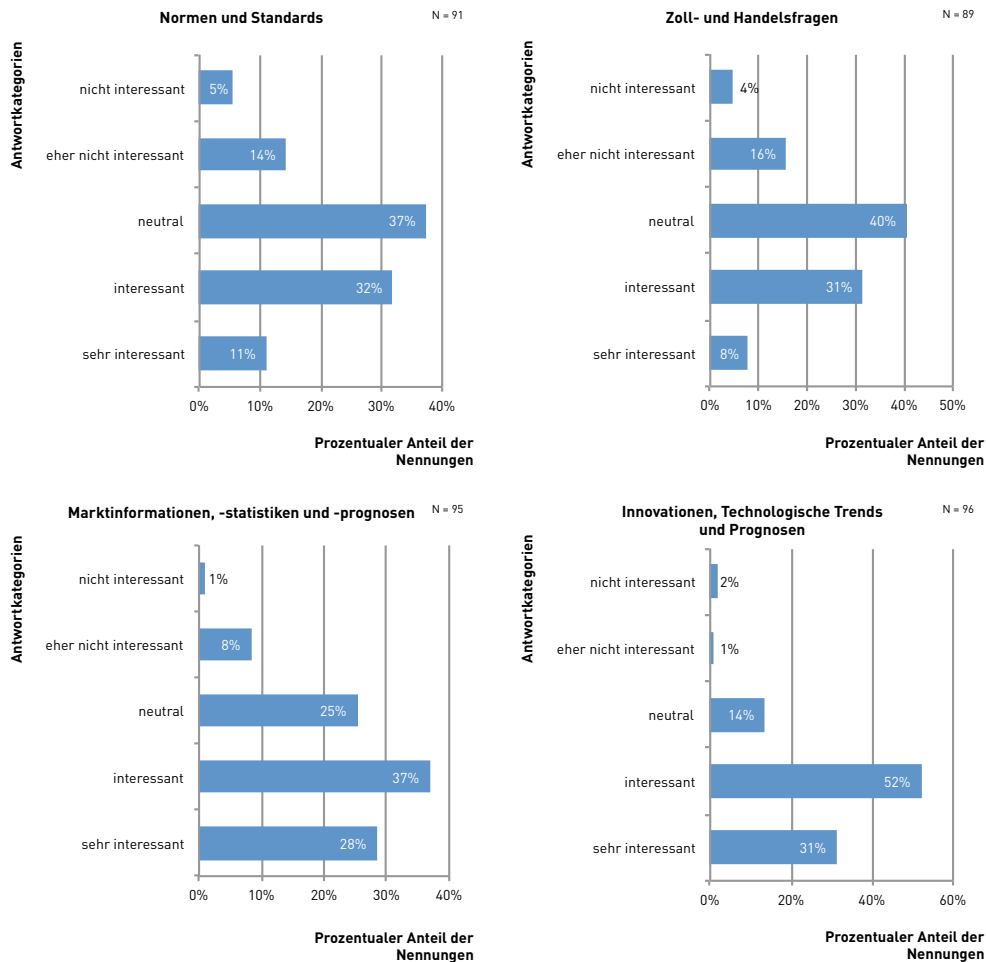 Normen und Standards
N = 91
Antwortkategorien
nicht interessant
5%
eher nicht interessant
14%
neutral
37%
interessant
32%
sehr interessant
11%
0% 10% 20% 30% 40%
Prozentualer Anteil der
Nennungen
Zoll- und Handelsfragen
N = 89
Antwortkategorien
nicht interessant
4%
eher nicht interessant
16%
neutral
40%
interessant
31%
sehr interessant
8%
0% 10% 20% 30% 40% 50%
Prozentualer Anteil der
Nennungen
Marktinformationen, -statistiken und -prognosen
N = 95
Antwortkategorien
nicht interessant
1%
eher nicht interessant
8%
neutral
25%
interessant
37%
sehr interessant
28%
0% 10% 20% 30% 40%
Prozentualer Anteil der
Nennungen
Innovationen, Technologische Trends
und Prognosen
N = 96
Antwortkategorien
nicht interessant
2%
eher nicht interessant
1%
neutral
14%
interessant
52%
sehr interessant
31%
0% 20% 40% 60%
Prozentualer Anteil der
Nennungen